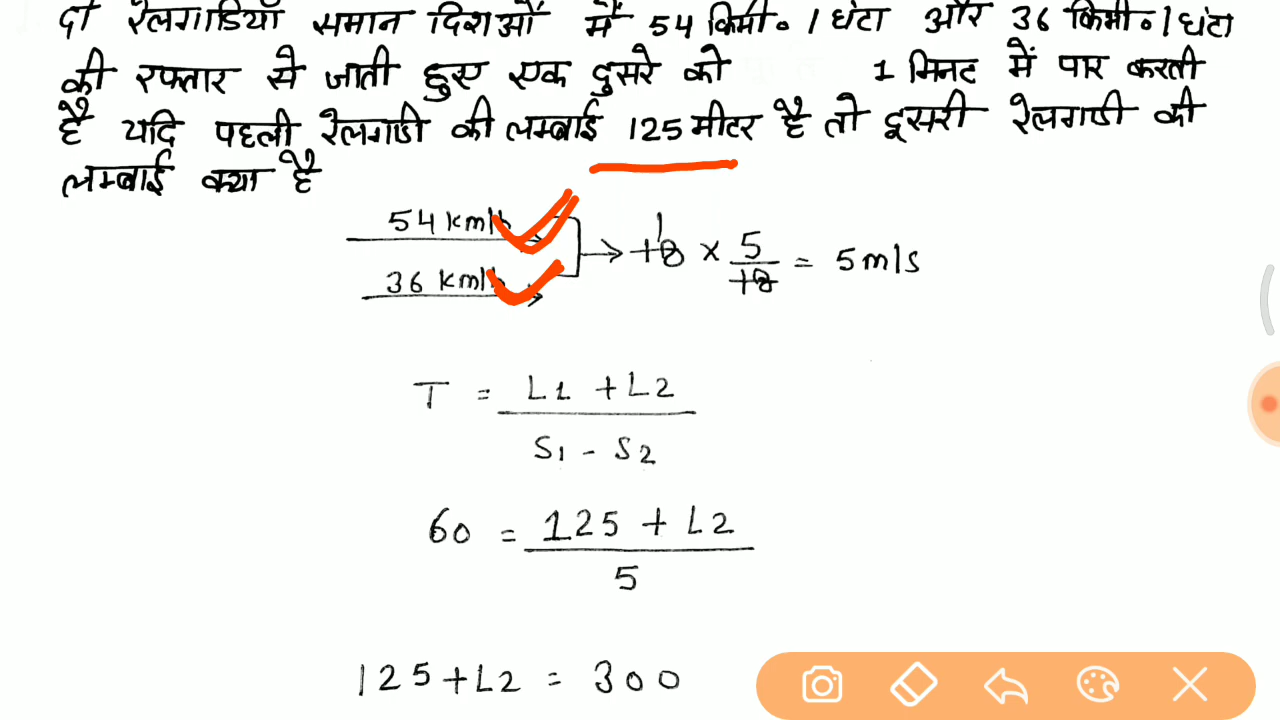 दो रेलगाडियाँ समान दिशाओं में 54 किमी०/घंटा और 36 किमी०/घंटा
की रफ्तार से जाती हुए एक दुसरे को 1 मिनट में पार करती
है यदि पहली रेलगाडी की लम्बाई 125 मीटर है तो दूसरी रेलगाडी की
लम्बाई क्या है
54 km/h
36 km/h
18 × 5/18 = 5 m/s
1
T = L1 + L2
S1 - S2
60 = 125 + L2
5
125 + L2 = 300